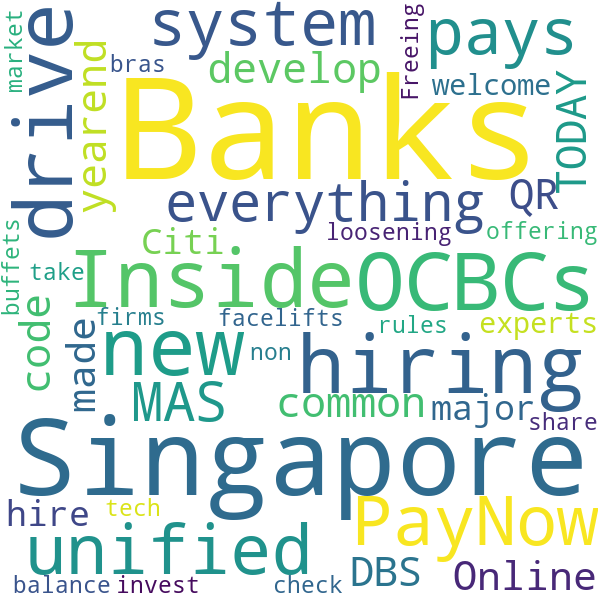 market
drive
yearend
bras
system
develop
Freeing
pays
welcome
TODAY
Banks
everything
QR
Citi
loosening
offering
buffets
take
Inside
OCBCs
code
made
firms
facelifts
rules
experts
new
non
hiring
MAS
common
major
share
Singapore
hire
tech
PayNow
unified
DBS
Online
balance
invest
check